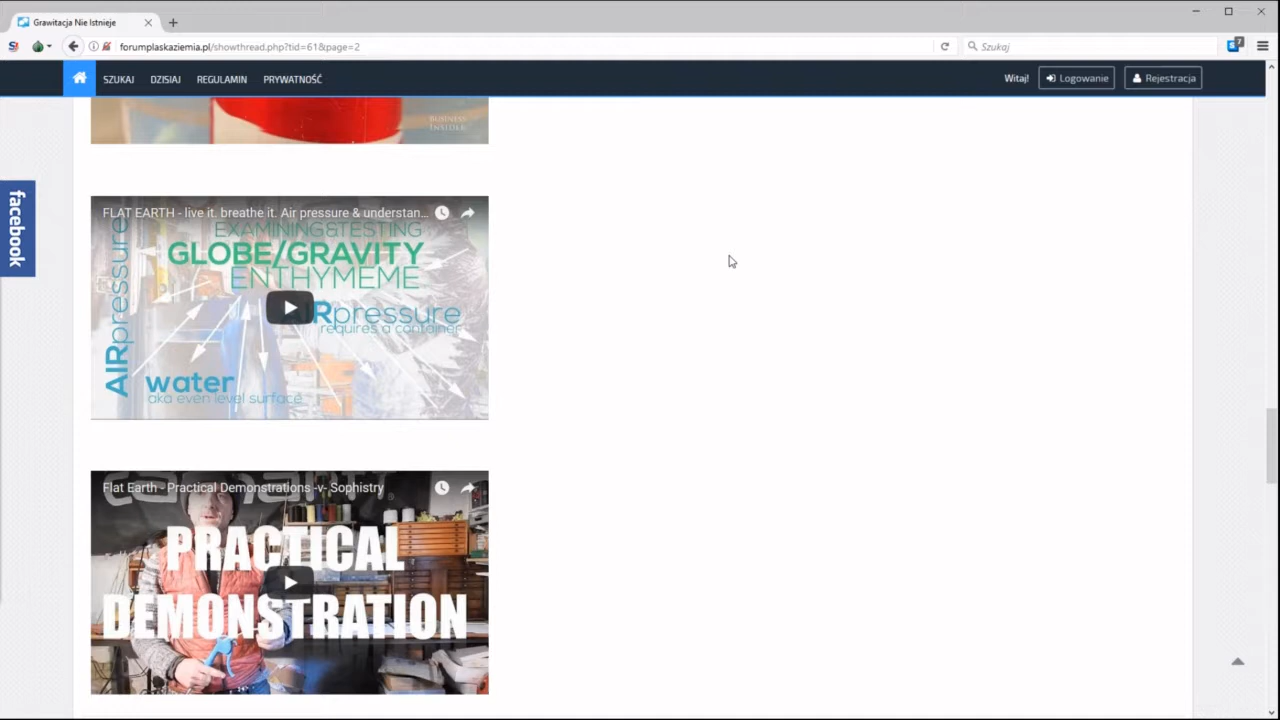 Grawitacja Nie Istnieje
forumplaskaziemia.pl/showthread.php?tid=61&page=2
Szukaj
7
SZUKAJ DZISIAJ REGULAMIN PRYWATNOŚĆ Witaj! Logowanie Rejestracja
BUSINESS
INSIDER
facebook
FLAT EARTH - live it. breathe it. Air pressure & understan...
EXAMINING&TESTING
GLOBE/GRAVITY
ENTHYMEME
AIRpressure
AIRpressure
requires a container
water
aka even level surface
Flat Earth - Practical Demonstrations -v- Sophistry
carhartt
PRACTICAL
DEMONSTRATION